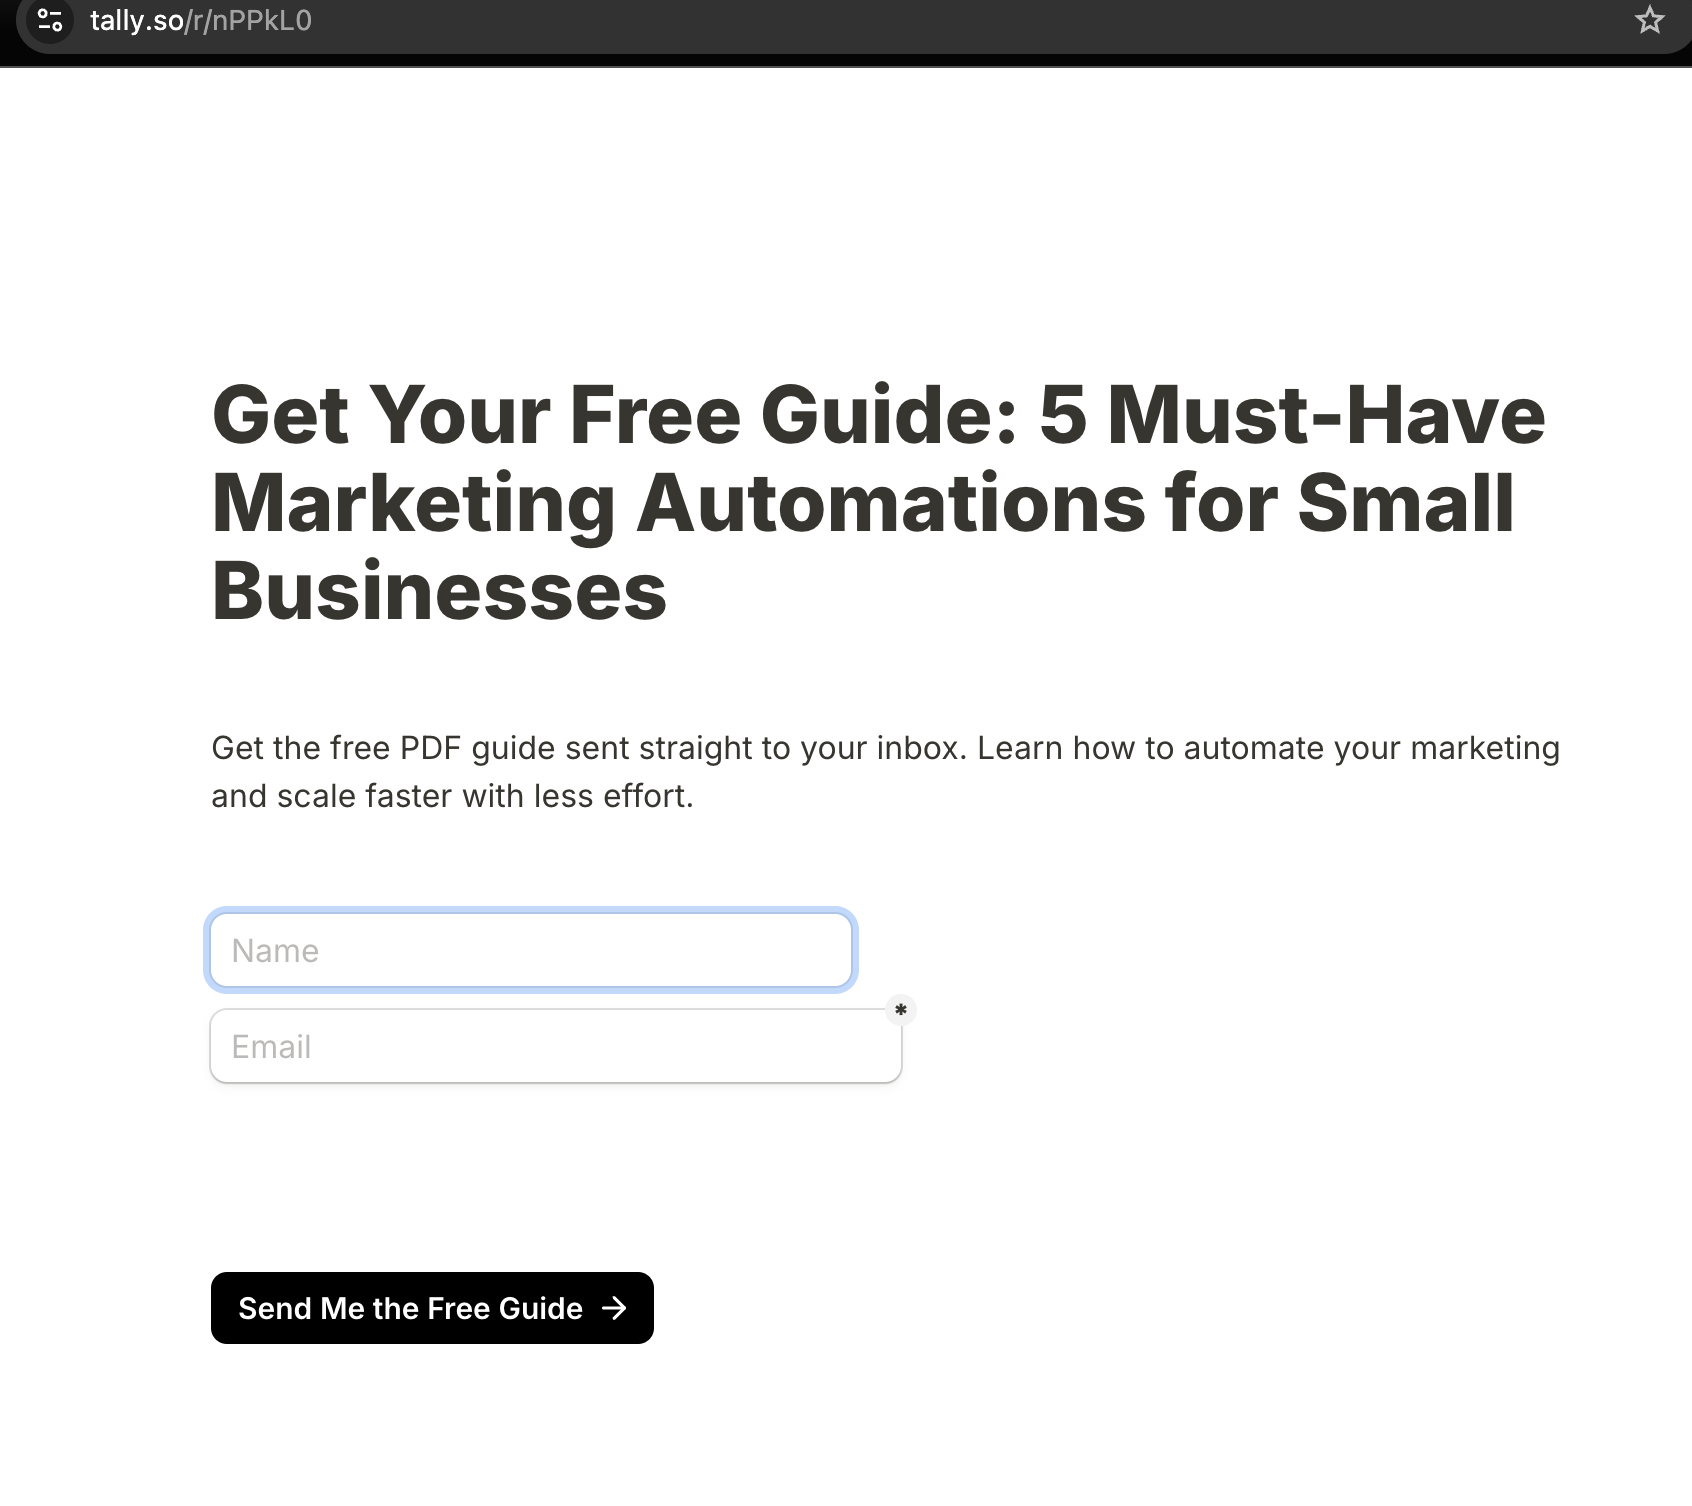 tally.so/r/nPPkL0
Get Your Free Guide: 5 Must-Have
Marketing Automations for Small
Businesses
Get the free PDF guide sent straight to your inbox. Learn how to automate your marketing
and scale faster with less effort.
Name
*
Email
Send Me the Free Guide →